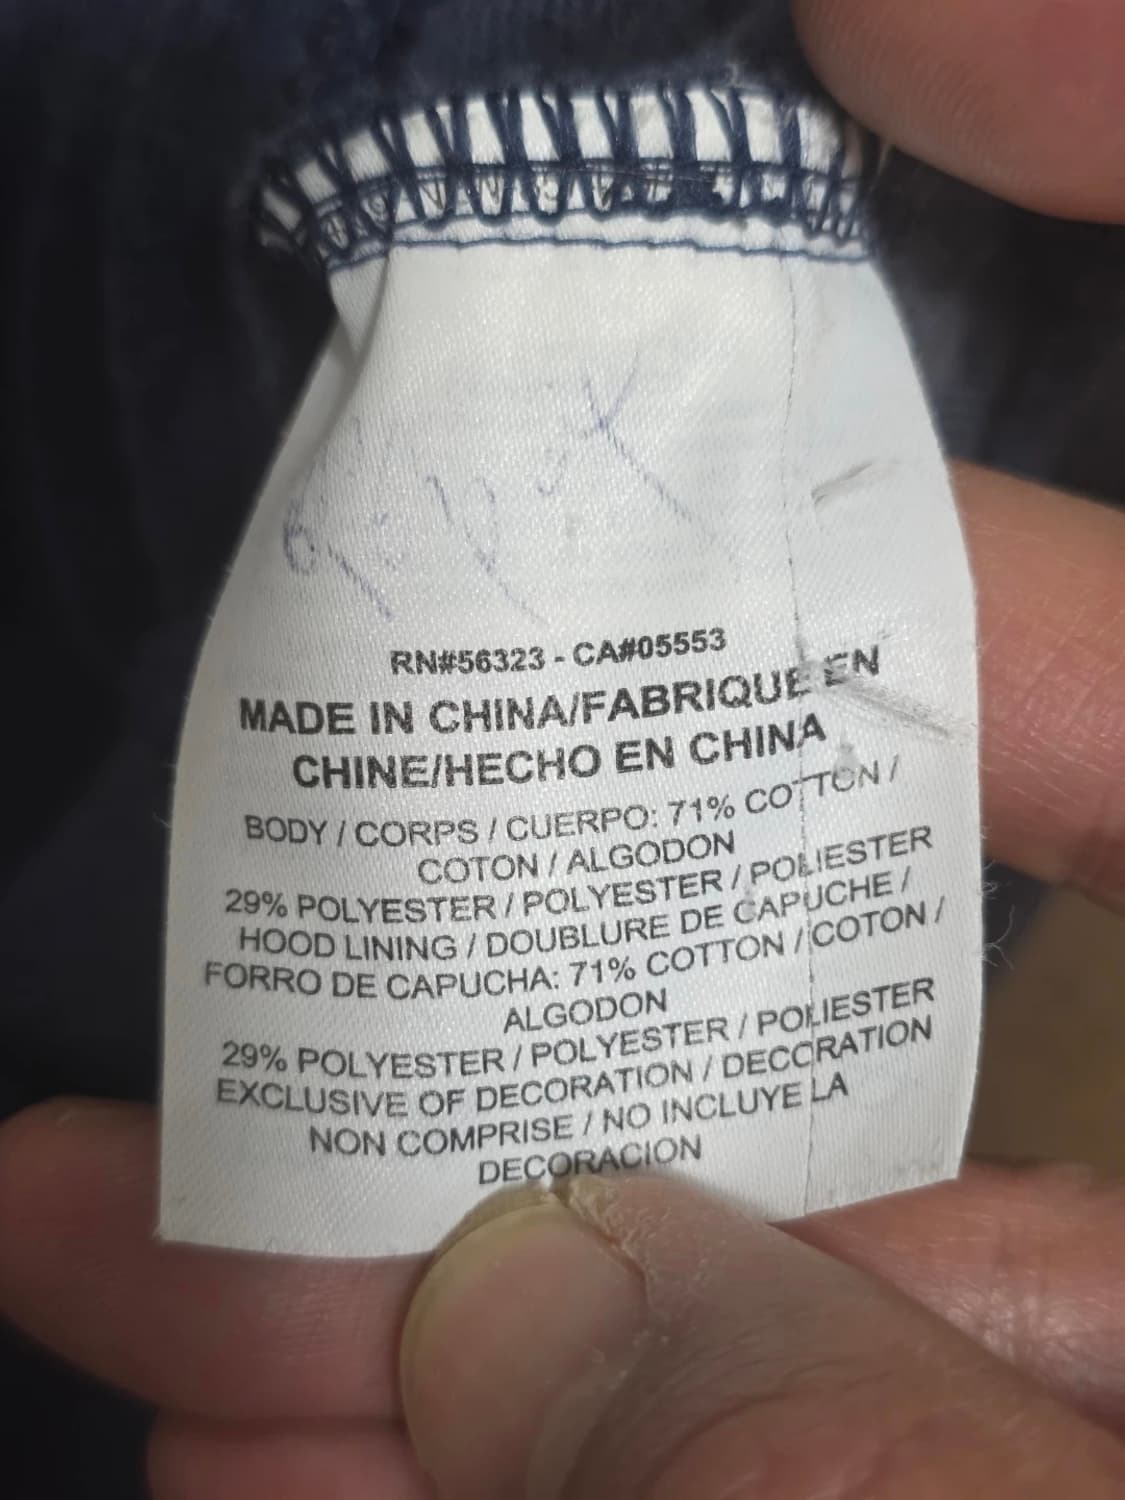 RN#56323 - CA#05553
MADE IN CHINA/FABRIQUE EN
CHINE/HECHO EN CHINA
BODY / CORPS / CUERPO: 71% COTTON /
COTON / ALGODON
29% POLYESTER / POLYESTER / POLIESTER
HOOD LINING / DOUBLURE DE CAPUCHE /
FORRO DE CAPUCHA: 71% COTTON / COTON /
ALGODON
29% POLYESTER / POLYESTER / POLIESTER
EXCLUSIVE OF DECORATION / DECORATION
NON COMPRISE / NO INCLUYE LA
DECORACION